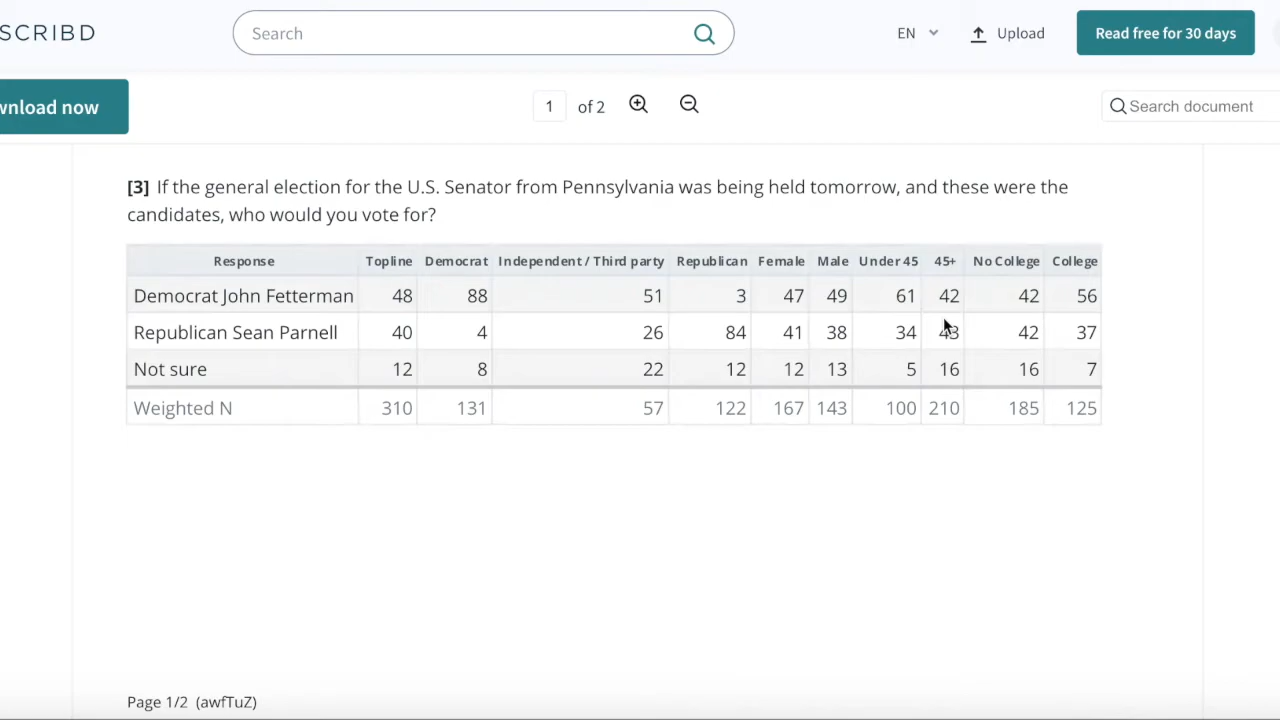 SCRIBD
Search
EN
Upload
Read free for 30 days
wnload now
1 of 2
Search document
[3] If the general election for the U.S. Senator from Pennsylvania was being held tomorrow, and these were the
candidates, who would you vote for?
Response Topline Democrat Independent / Third party Republican Female Male Under 45 45+ No College College
Democrat John Fetterman 48 88 51 3 47 49 61 42 42 56
Republican Sean Parnell 40 4 26 84 41 38 34 43 42 37
Not sure 12 8 22 12 12 13 5 16 16 7
Weighted N 310 131 57 122 167 143 100 210 185 125
Page 1/2 (awfTuZ)